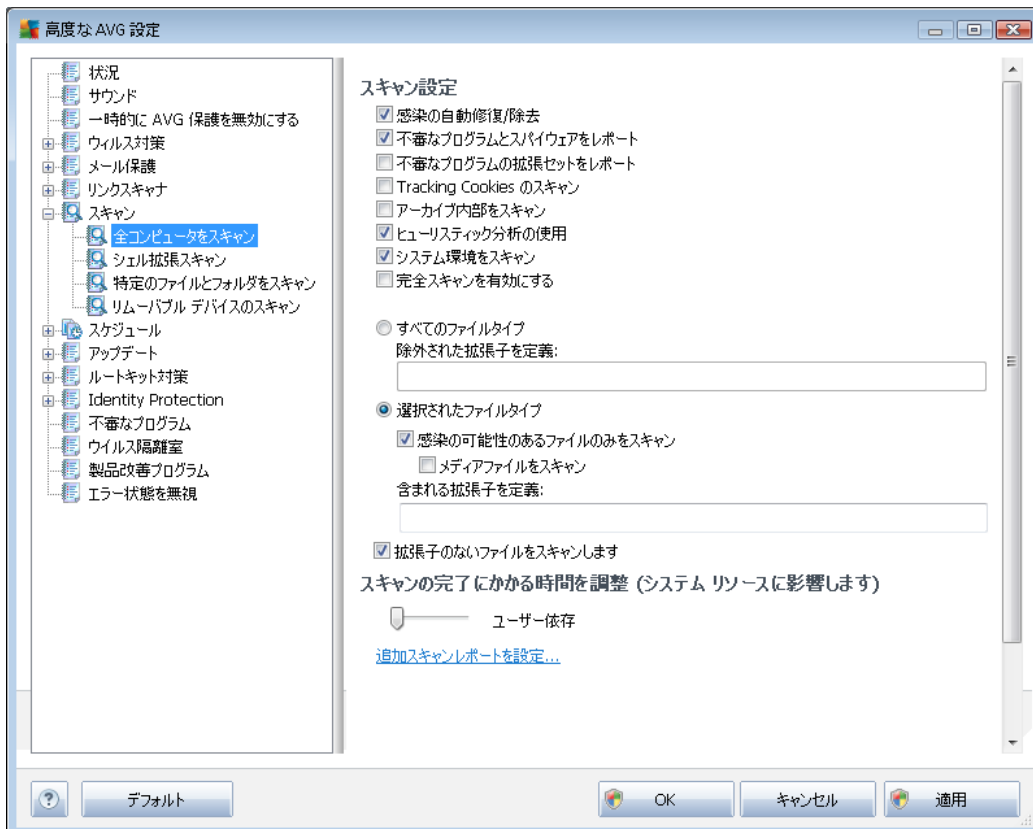 高度な AVG 設定
状況
サウンド
一時的に AVG 保護を無効にする
ウィルス対策
メール保護
リンクスキャナ
スキャン
全コンピュータをスキャン
シェル拡張スキャン
特定のファイルとフォルダをスキャン
リムーバブル デバイスのスキャン
スケジュール
アップデート
ルートキット対策
Identity Protection
不審なプログラム
ウイルス隔離室
製品改善プログラム
エラー状態を無視
スキャン設定
感染の自動修復/除去
不審なプログラムとスパイウェアをレポート
不審なプログラムの拡張セットをレポート
Tracking Cookies のスキャン
アーカイブ内部をスキャン
ヒューリスティック分析の使用
システム環境をスキャン
完全スキャンを有効にする
すべてのファイルタイプ
除外された拡張子を定義:
選択されたファイルタイプ
感染の可能性のあるファイルのみをスキャン
メディアファイルをスキャン
含まれる拡張子を定義:
拡張子のないファイルをスキャンします
スキャンの完了にかかる時間を調整 (システム リソースに影響します)
ユーザー依存
追加スキャンレポートを設定...
?
デフォルト
OK
キャンセル
適用